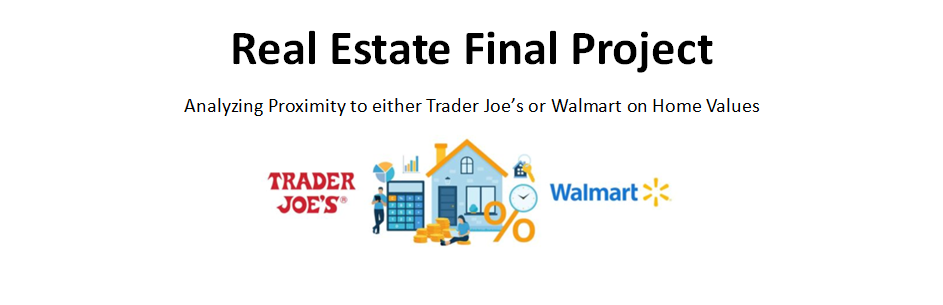 Real Estate Final Project
Analyzing Proximity to either Trader Joe’s or Walmart on Home Values
TRADER
JOE'S®
%
Walmart